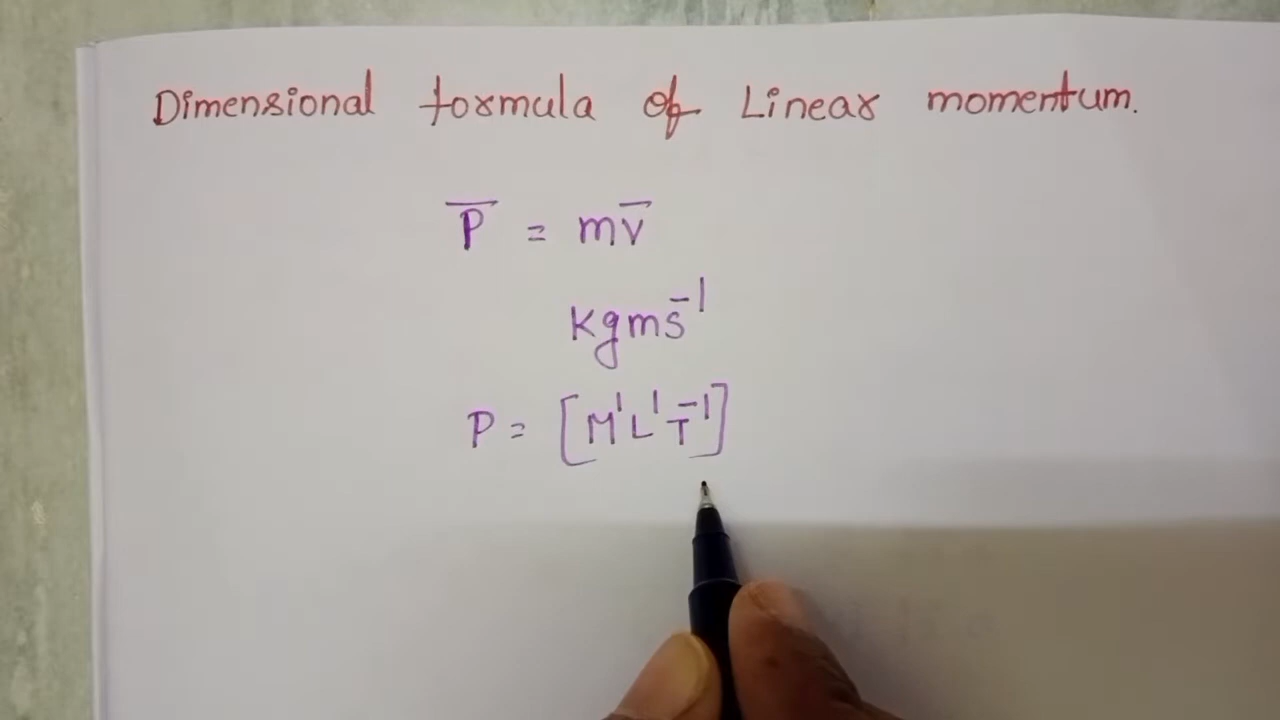 Dimensional formula of Linear momentum.
P̅ = mv̅
kgms⁻¹
P = [M¹L¹T⁻¹]